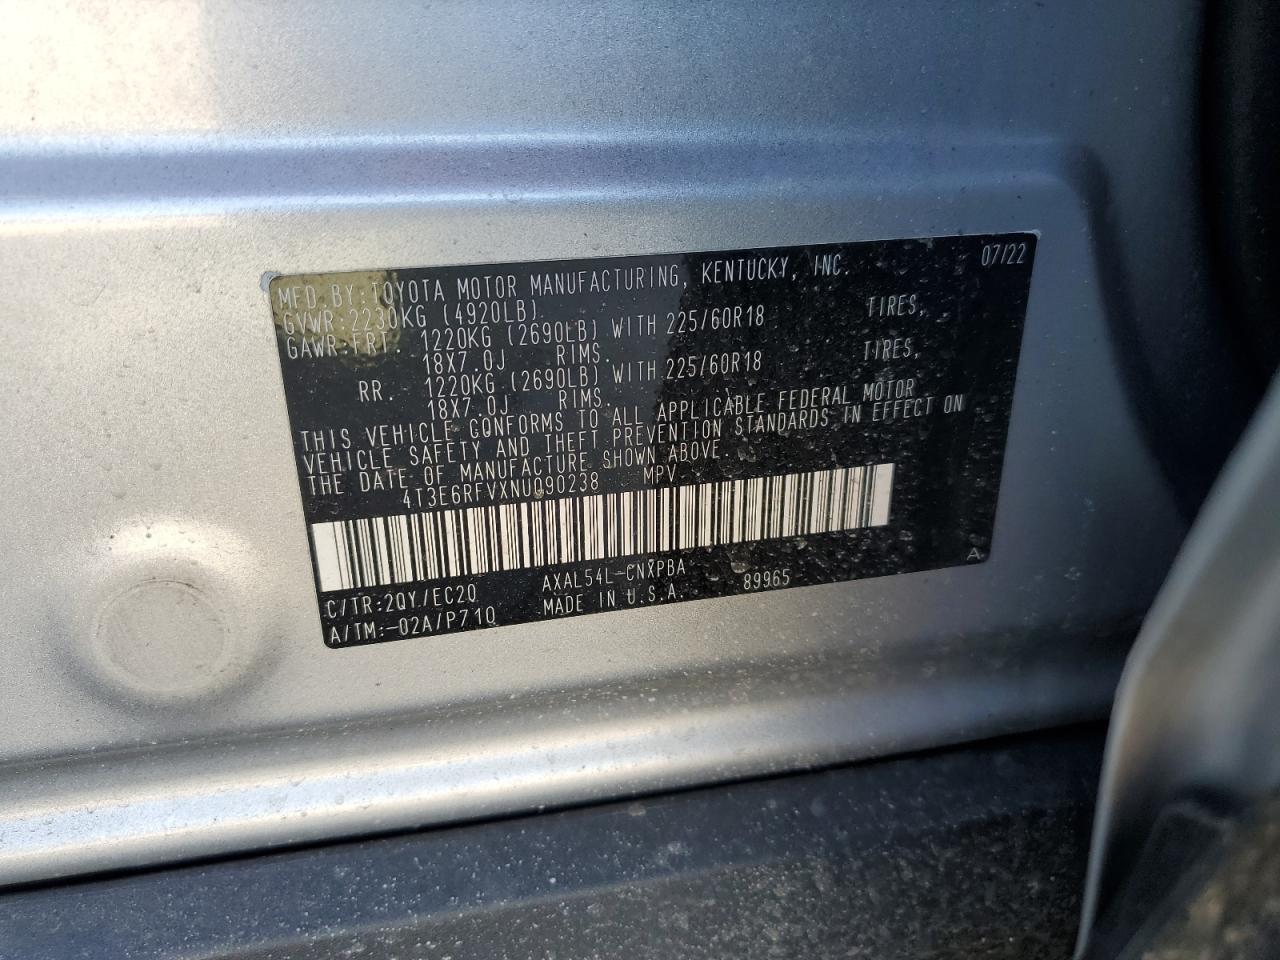 07/22
MFD. BY: TOYOTA MOTOR MANUFACTURING, KENTUCKY, INC.
GVWR: 2230KG (4920LB)
GAWR: FRT. 1220KG (2690LB) WITH 225/60R18 TIRES,
18X7.0J RIMS.
RR. 1220KG (2690LB) WITH 225/60R18 TIRES,
18X7.0J RIMS.
THIS VEHICLE CONFORMS TO ALL APPLICABLE FEDERAL MOTOR
VEHICLE SAFETY AND THEFT PREVENTION STANDARDS IN EFFECT ON
THE DATE OF MANUFACTURE SHOWN ABOVE.
4T3E6RFVXNU090238 MPV
C/TR:2QY/EC20 AXAL54L-CNXPBA A
A/TM:-02A/P710 MADE IN U.S.A. 89965